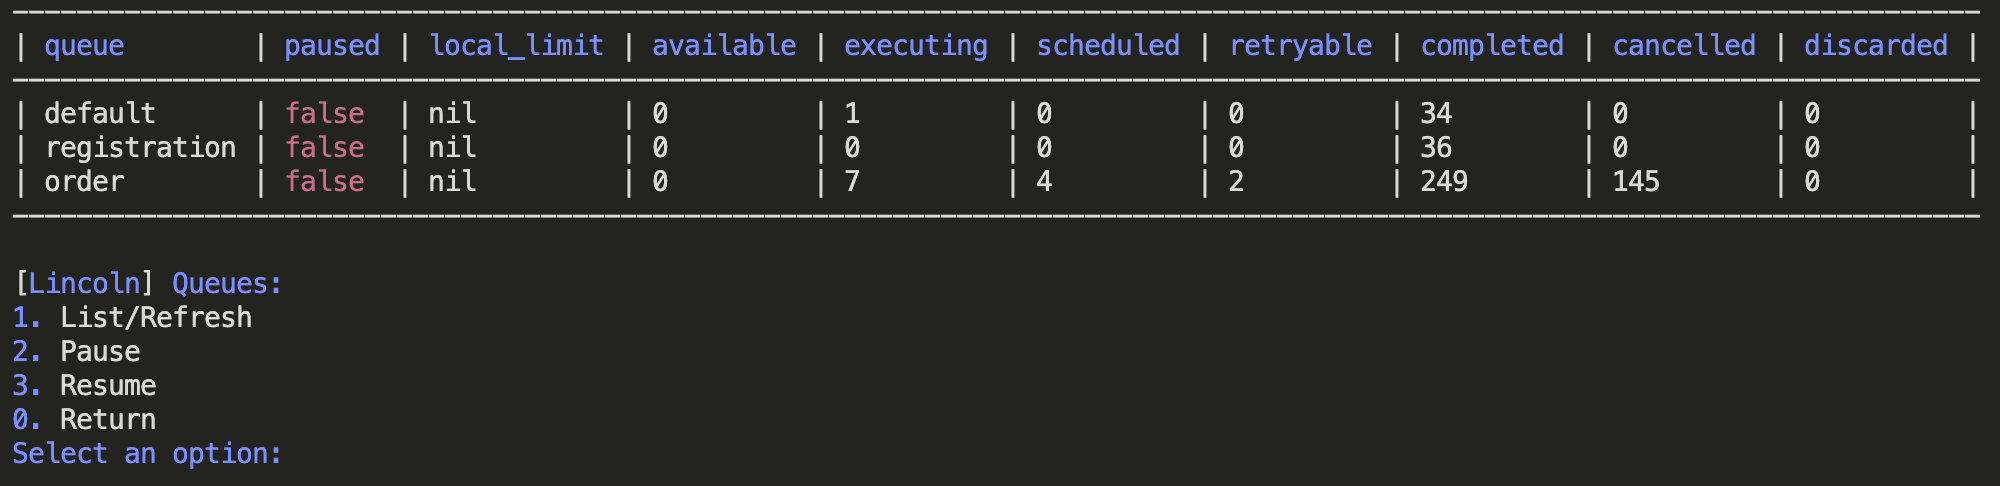 | queue | paused | local_limit | available | executing | scheduled | retryable | completed | cancelled | discarded |
| default | false | nil | 0 | 1 | 0 | 0 | 34 | 0 | 0 |
| registration | false | nil | 0 | 0 | 0 | 0 | 36 | 0 | 0 |
| order | false | nil | 0 | 7 | 4 | 2 | 249 | 145 | 0 |
[Lincoln] Queues:
1. List/Refresh
2. Pause
3. Resume
0. Return
Select an option: